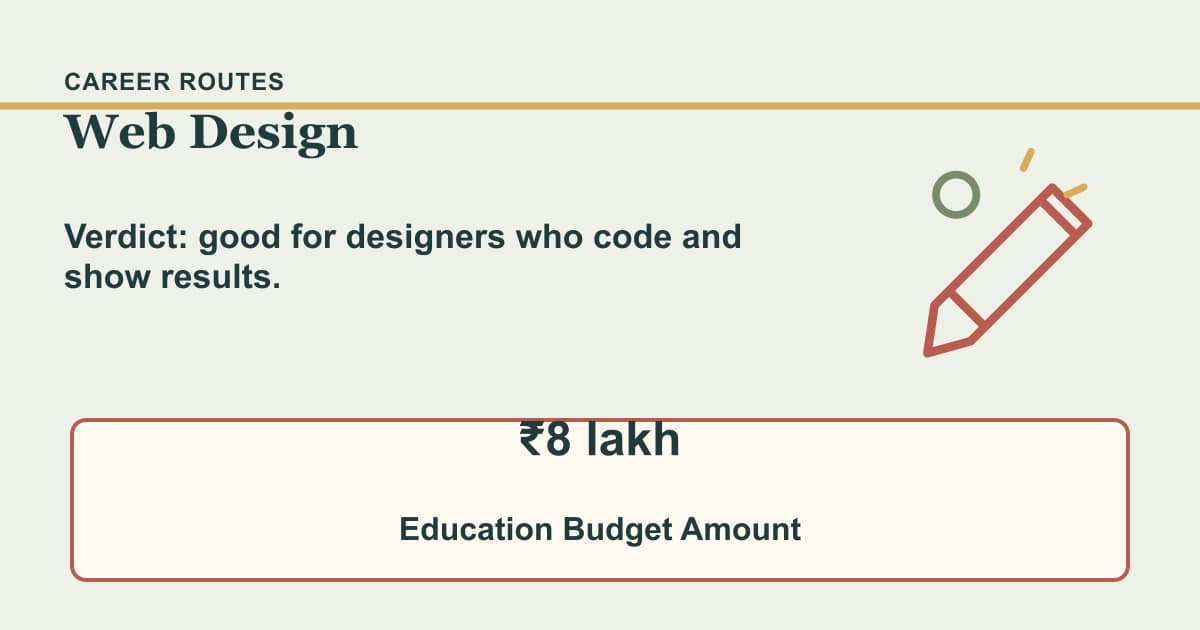 CAREER ROUTES
Web Design
Verdict: good for designers who code and
show results.
₹8 lakh
Education Budget Amount